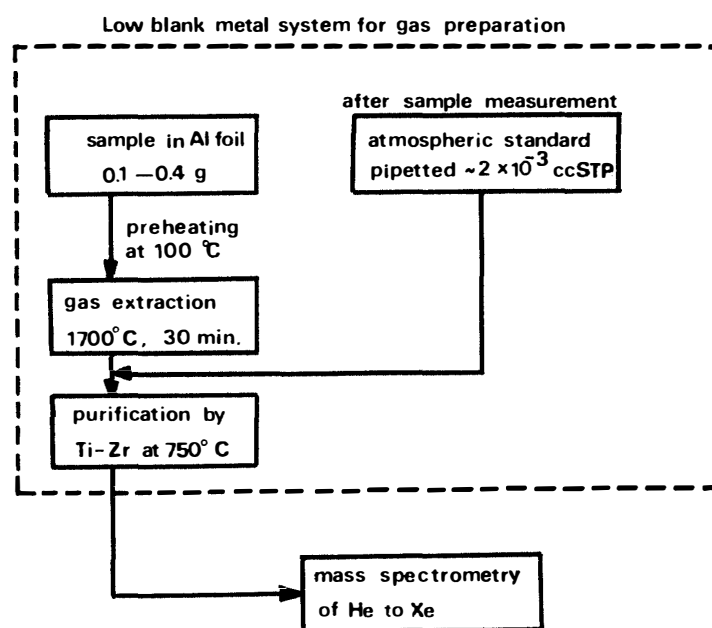 Low blank metal system for gas preparation
sample in Al foil
0.1 — 0.4 g
after sample measurement
atmospheric standard
pipetted ~2 × 10⁻³ ccSTP
preheating
at 100 °C
gas extraction
1700°C, 30 min.
purification by
Ti-Zr at 750°C
mass spectrometry
of He to Xe